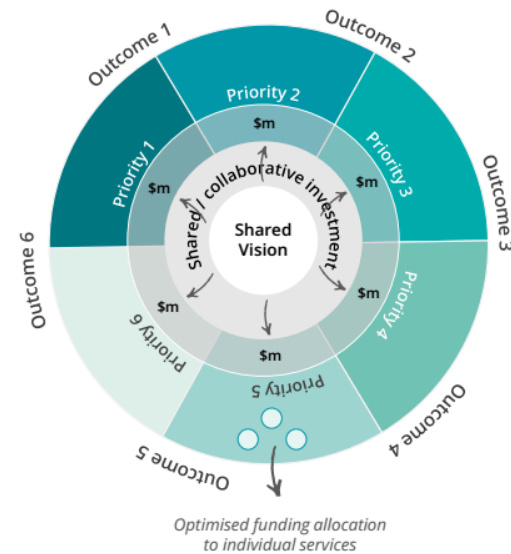 Outcome 1
Outcome 2
Outcome 3
Outcome 4
Outcome 5
Outcome 6
Priority 1
Priority 2
Priority 3
Priority 4
Priority 5
Priority 6
$m
$m
$m
$m
$m
$m
Shared / collaborative investment
Shared
Vision
Optimised funding allocation
to individual services